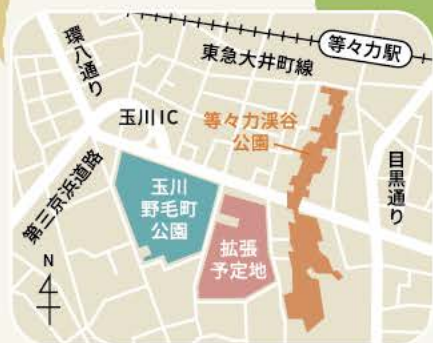 環八通り
東急大井町線
等々力駅
玉川IC
等々力渓谷
公園
第三京浜道路
目黒通り
玉川
野毛町
公園
拡張
予定地
N